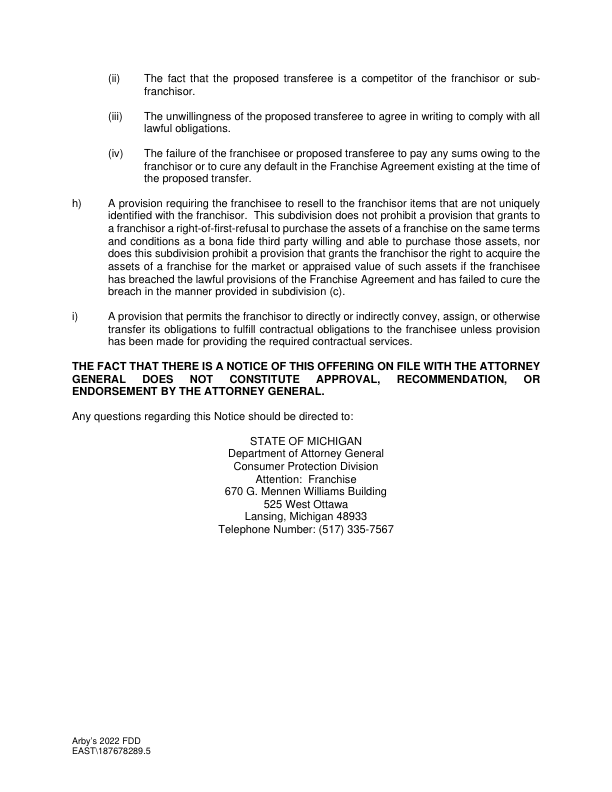 (ii) The fact that the proposed transferee is a competitor of the franchisor or sub-
franchisor.
(iii) The unwillingness of the proposed transferee to agree in writing to comply with all
lawful obligations.
(iv) The failure of the franchisee or proposed transferee to pay any sums owing to the
franchisor or to cure any default in the Franchise Agreement existing at the time of
the proposed transfer.
h) A provision requiring the franchisee to resell to the franchisor items that are not uniquely
identified with the franchisor. This subdivision does not prohibit a provision that grants to
a franchisor a right-of-first-refusal to purchase the assets of a franchise on the same terms
and conditions as a bona fide third party willing and able to purchase those assets, nor
does this subdivision prohibit a provision that grants the franchisor the right to acquire the
assets of a franchise for the market or appraised value of such assets if the franchisee
has breached the lawful provisions of the Franchise Agreement and has failed to cure the
breach in the manner provided in subdivision (c).
i) A provision that permits the franchisor to directly or indirectly convey, assign, or otherwise
transfer its obligations to fulfill contractual obligations to the franchisee unless provision
has been made for providing the required contractual services.
THE FACT THAT THERE IS A NOTICE OF THIS OFFERING ON FILE WITH THE ATTORNEY
GENERAL DOES NOT CONSTITUTE APPROVAL, RECOMMENDATION, OR
ENDORSEMENT BY THE ATTORNEY GENERAL.
Any questions regarding this Notice should be directed to:
STATE OF MICHIGAN
Department of Attorney General
Consumer Protection Division
Attention: Franchise
670 G. Mennen Williams Building
525 West Ottawa
Lansing, Michigan 48933
Telephone Number: (517) 335-7567
Arby's 2022 FDD
EAST\187678289.5